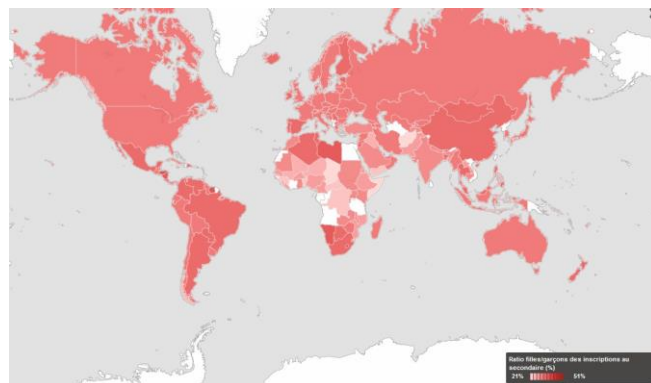 Ratio filles/garçons des inscriptions au
secondaire (%)
21% 51%